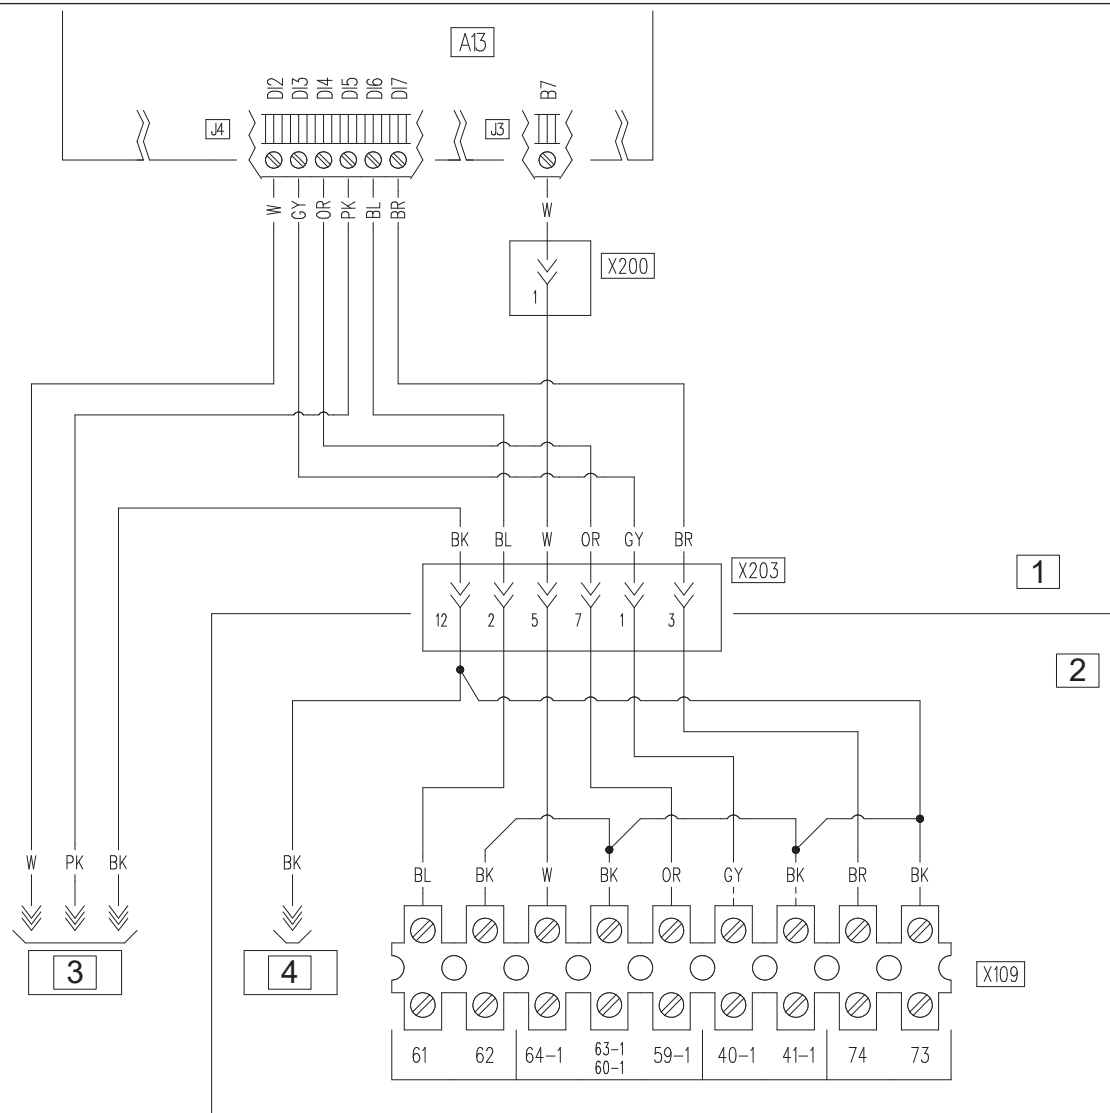 A13
DI2 DI3 DI4 DI5 DI6 DI7
B7
J4
J3
W GY OR PK BL BR
W
X200
1
BK BL W OR GY BR
X203
1
12 2 5 7 1 3
2
W PK BK
BK
BL BK W BK OR GY BK BR BK
3
4
X109
61 62 64-1 63-1 59-1 40-1 41-1 74 73
60-1